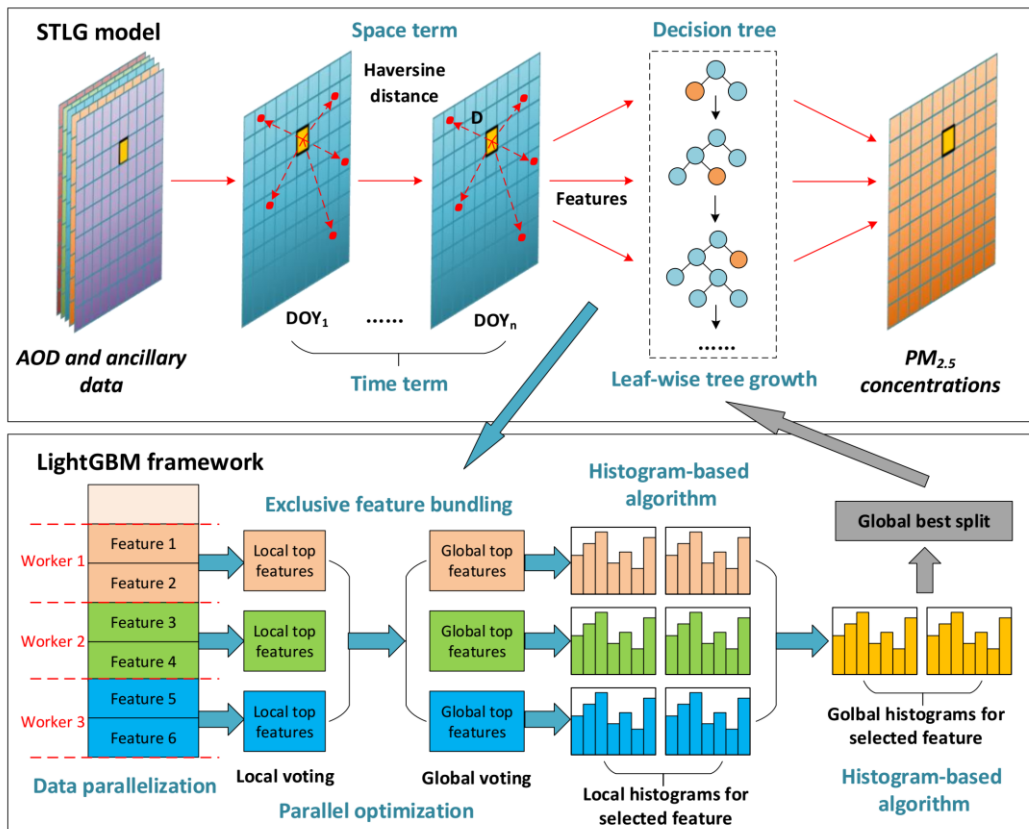 STLG model
Space term
Decision tree
Haversine
distance
D
Features
DOY1
......
DOYn
......
AOD and ancillary
data
Time term
Leaf-wise tree growth
PM2.5
concentrations
LightGBM framework
Exclusive feature bundling
Histogram-based
algorithm
Global best split
Worker 1
Feature 1
Feature 2
Local top
features
Global top
features
Worker 2
Feature 3
Feature 4
Local top
features
Global top
features
Worker 3
Feature 5
Feature 6
Local top
features
Global top
features
Data parallelization
Local voting
Global voting
Parallel optimization
Local histograms for
selected feature
Golbal histograms for
selected feature
Histogram-based
algorithm